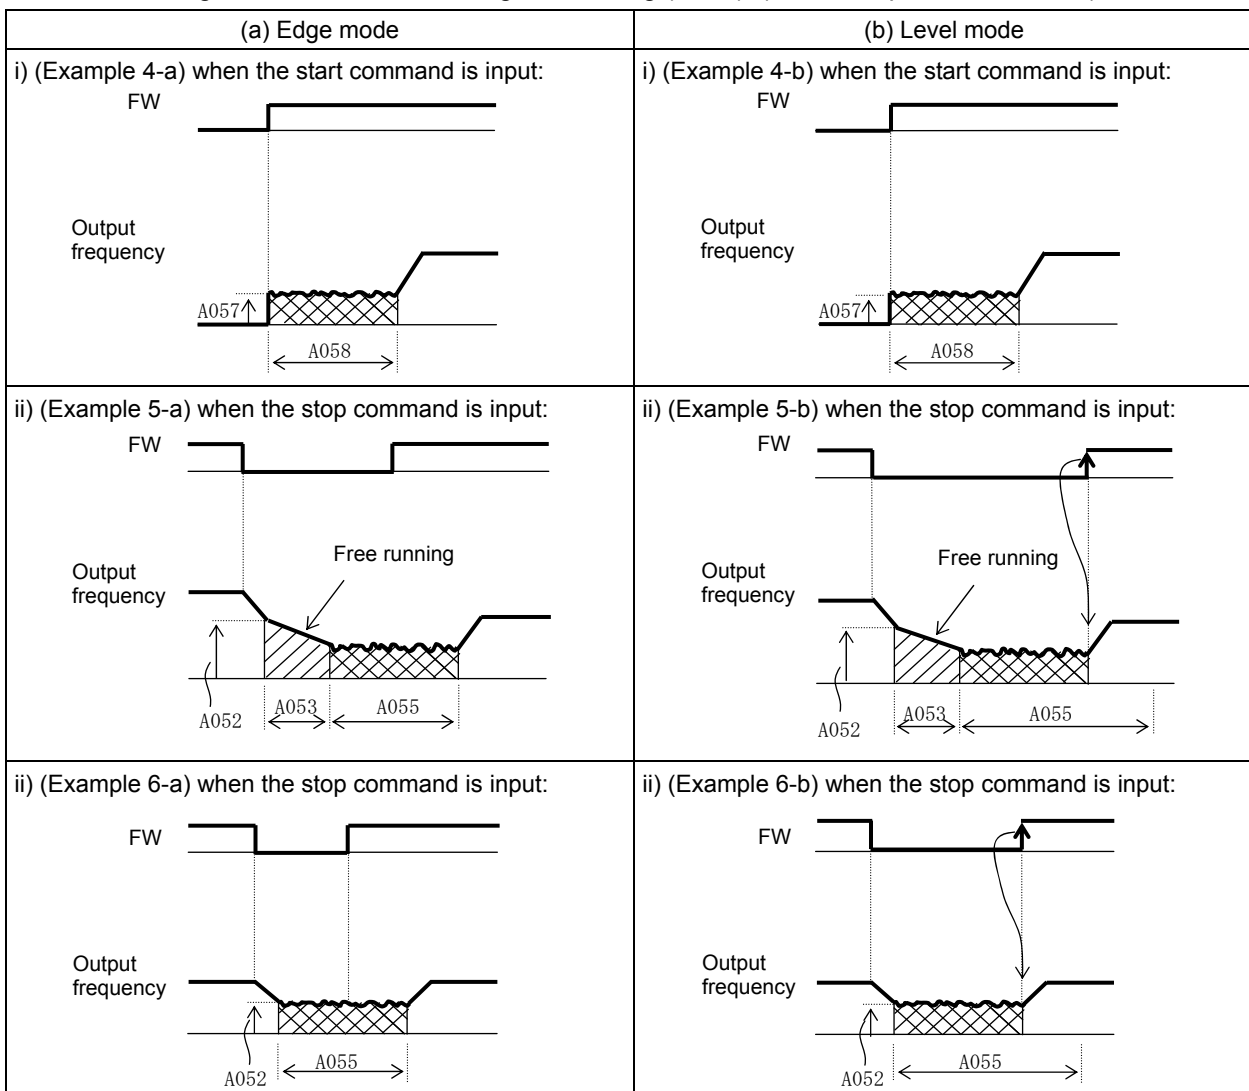 (a) Edge mode
(b) Level mode
i) (Example 4-a) when the start command is input:
FW
Output
frequency
A057
A058
i) (Example 4-b) when the start command is input:
FW
Output
frequency
A057
A058
ii) (Example 5-a) when the stop command is input:
FW
Free running
Output
frequency
A052
A053
A055
ii) (Example 5-b) when the stop command is input:
FW
Free running
Output
frequency
A052
A053
A055
ii) (Example 6-a) when the stop command is input:
FW
Output
frequency
A052
A055
ii) (Example 6-b) when the stop command is input:
FW
Output
frequency
A052
A055